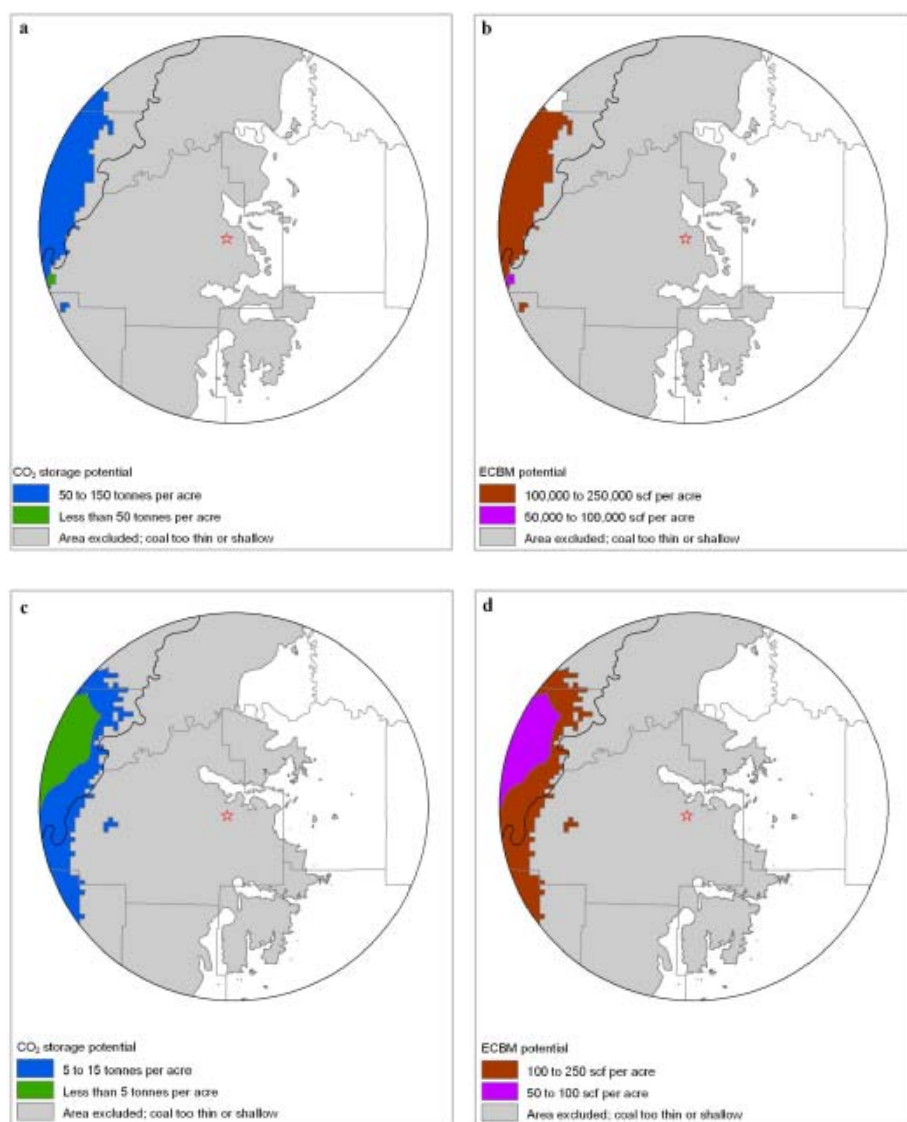 a
CO₂ storage potential
50 to 150 tonnes per acre
Less than 50 tonnes per acre
Area excluded; coal too thin or shallow
b
ECBM potential
100,000 to 250,000 scf per acre
50,000 to 100,000 scf per acre
Area excluded; coal too thin or shallow
c
CO₂ storage potential
5 to 15 tonnes per acre
Less than 5 tonnes per acre
Area excluded; coal too thin or shallow
d
ECBM potential
100 to 250 scf per acre
50 to 100 scf per acre
Area excluded; coal too thin or shallow